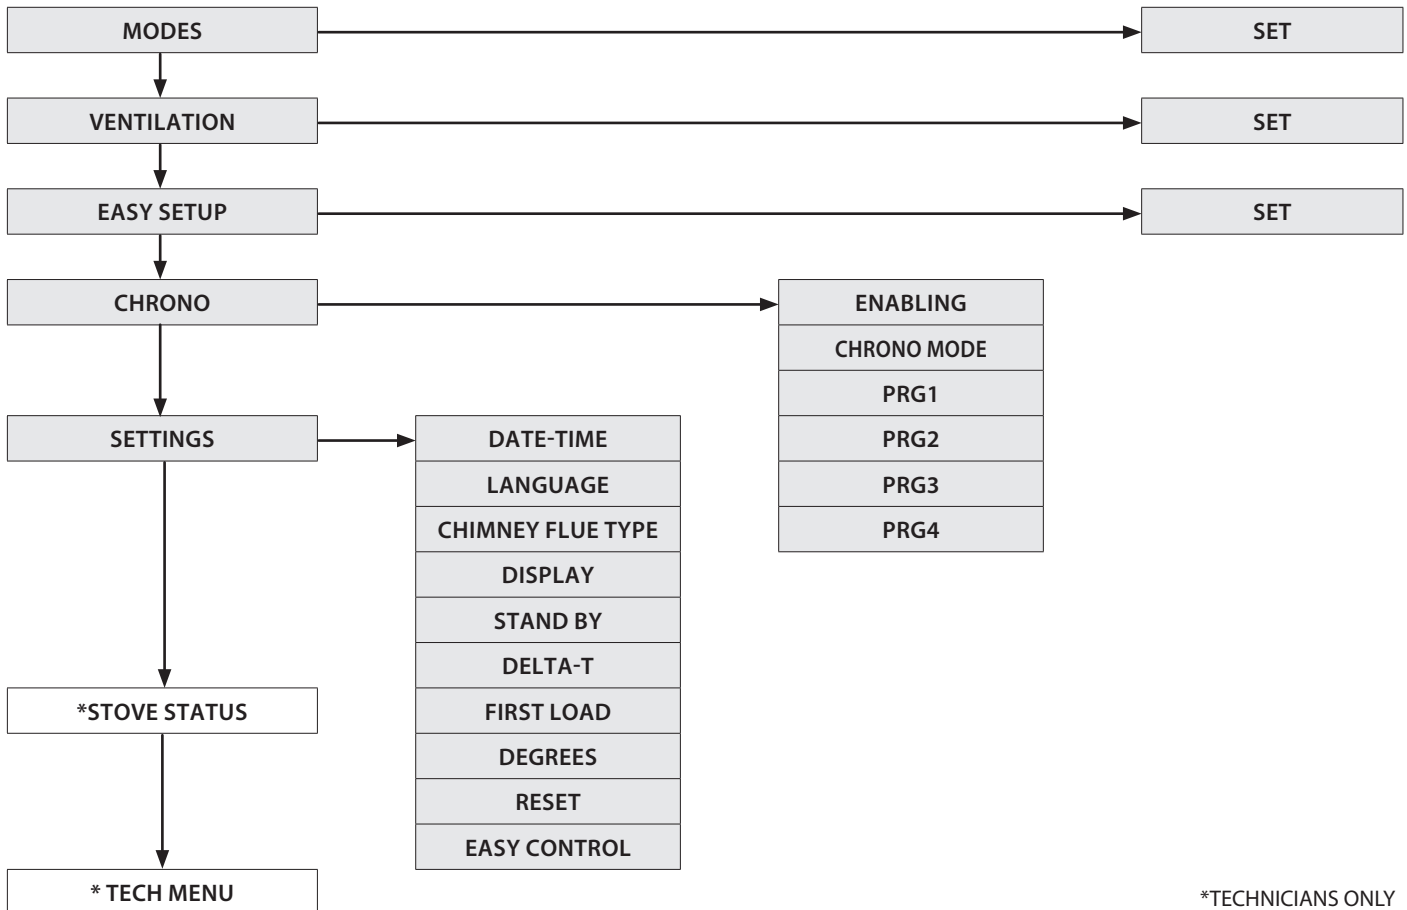 MODES
SET
VENTILATION
SET
EASY SETUP
SET
CHRONO
ENABLING
CHRONO MODE
PRG1
PRG2
PRG3
PRG4
SETTINGS
DATE-TIME
LANGUAGE
CHIMNEY FLUE TYPE
DISPLAY
STAND BY
DELTA-T
FIRST LOAD
DEGREES
RESET
EASY CONTROL
*STOVE STATUS
* TECH MENU
*TECHNICIANS ONLY